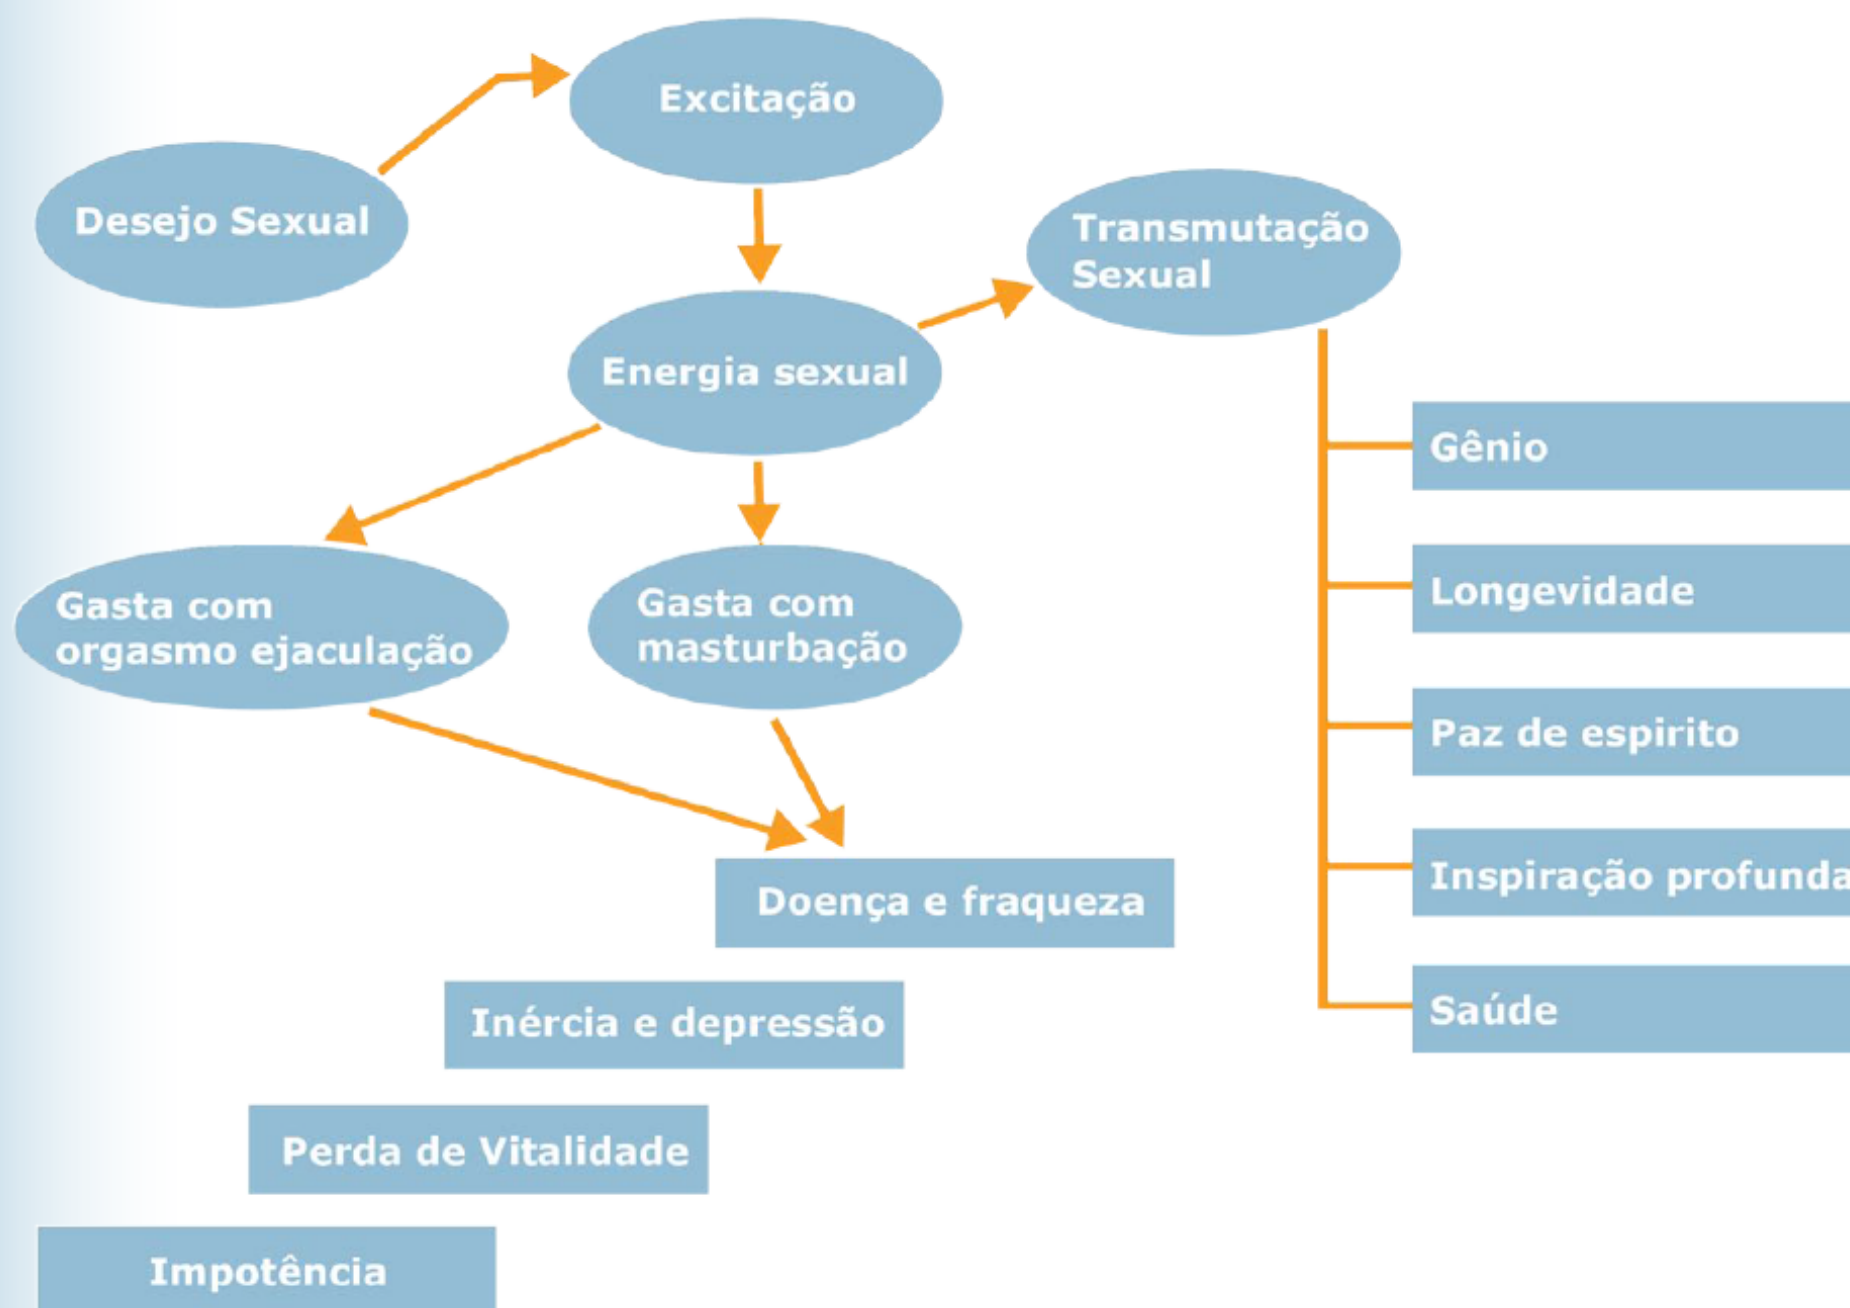 Excitação
Desejo Sexual
Transmutação
Sexual
Energia sexual
Gênio
Longevidade
Gasta com
orgasmo ejaculação
Gasta com
masturbação
Paz de espirito
Inspiração profunda
Doença e fraqueza
Saúde
Inércia e depressão
Perda de Vitalidade
Impotência